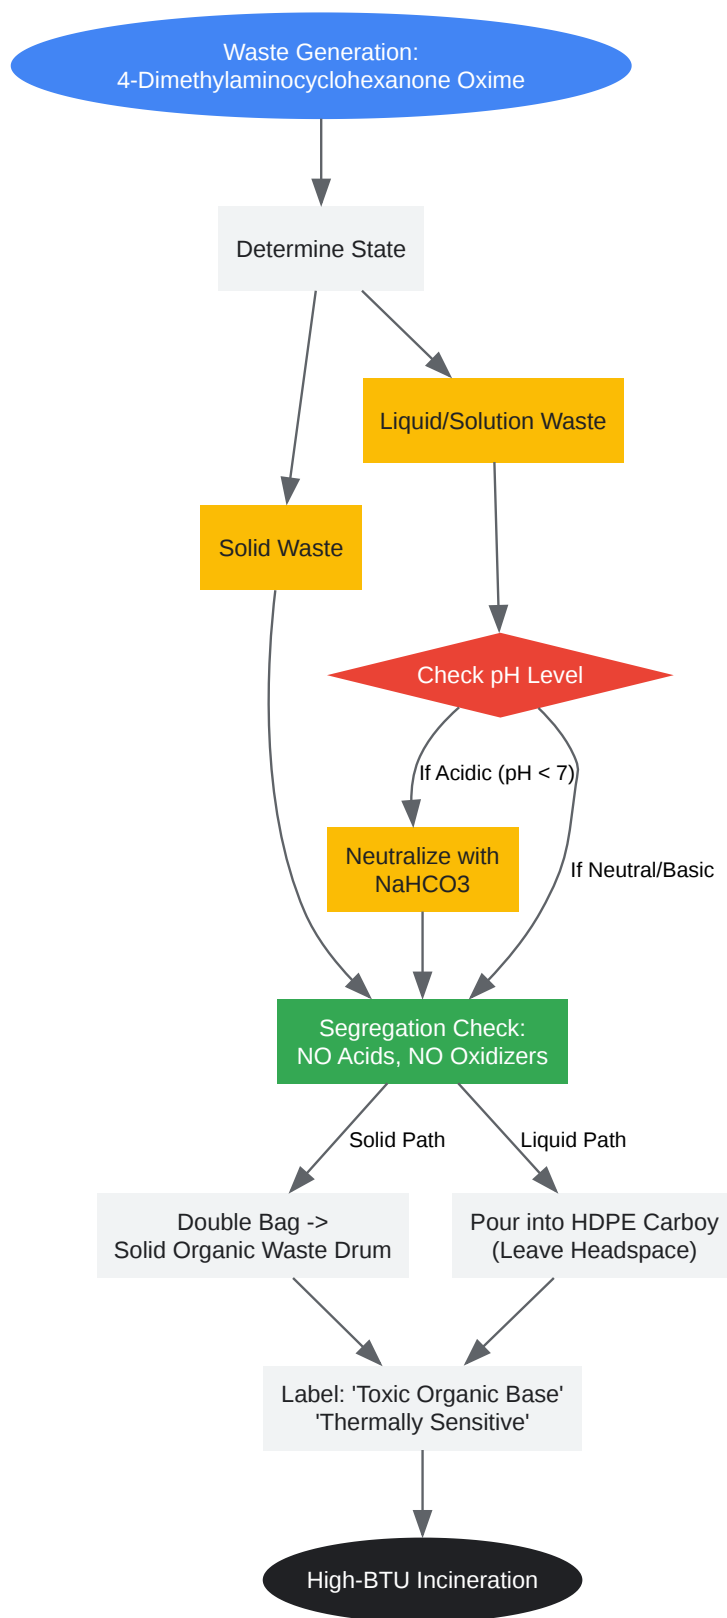 Waste Generation:
4-Dimethylaminocyclohexanone Oxime
Determine State
Liquid/Solution Waste
Solid Waste
Check pH Level
If Acidic (pH < 7)
Neutralize with
NaHCO3
If Neutral/Basic
Segregation Check:
NO Acids, NO Oxidizers
Solid Path
Liquid Path
Double Bag ->
Solid Organic Waste Drum
Pour into HDPE Carboy
(Leave Headspace)
Label: 'Toxic Organic Base'
'Thermally Sensitive'
High-BTU Incineration